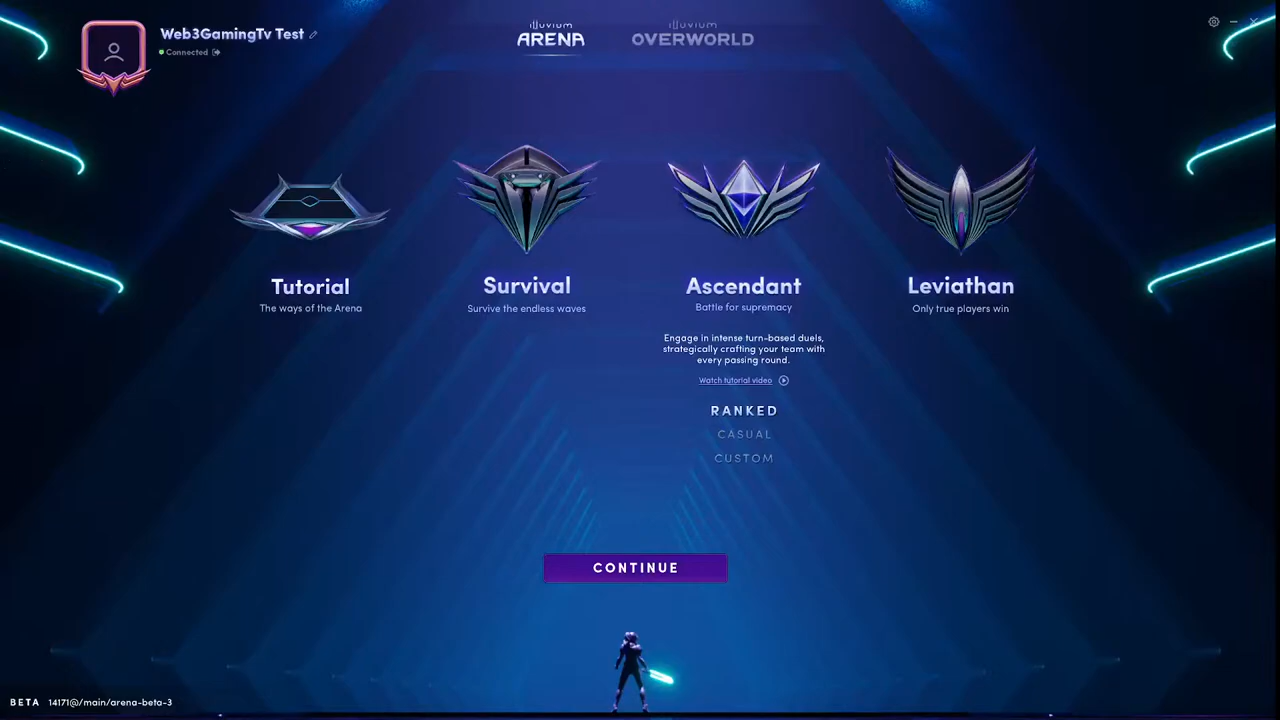 Web3GamingTv Test
Connected
ILLUVIUM
ARENA
ILLUVIUM
OVERWORLD
Tutorial
The ways of the Arena
Survival
Survive the endless waves
Ascendant
Battle for supremacy
Leviathan
Only true players win
Engage in intense turn-based duels,
strategically crafting your team with
every passing round.
Watch tutorial video
RANKED
CASUAL
CUSTOM
CONTINUE
BETA 14171@/main/arena-beta-3